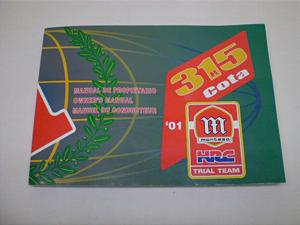 315
R
Cota
MANUAL DE PROPIETARIO
OWNER'S MANUAL
MANUEL DU CONDUCTEUR
'01
m
montesa
HRC
TRIAL TEAM